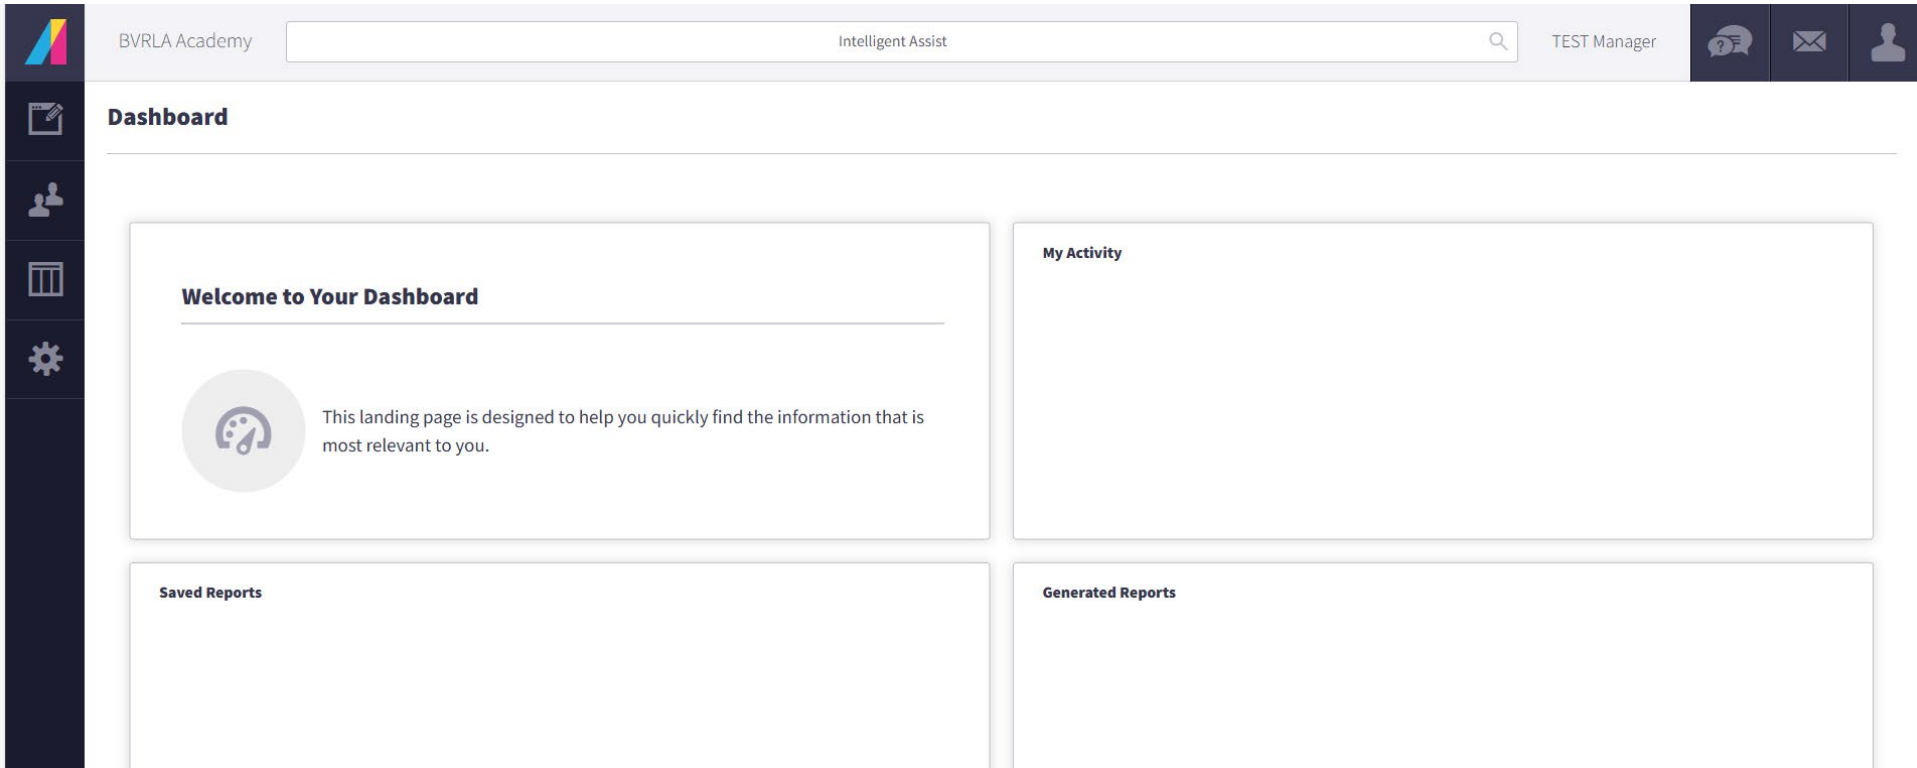 BVRLA Academy
Intelligent Assist
TEST Manager
Dashboard
Welcome to Your Dashboard
This landing page is designed to help you quickly find the information that is
most relevant to you.
My Activity
Saved Reports
Generated Reports